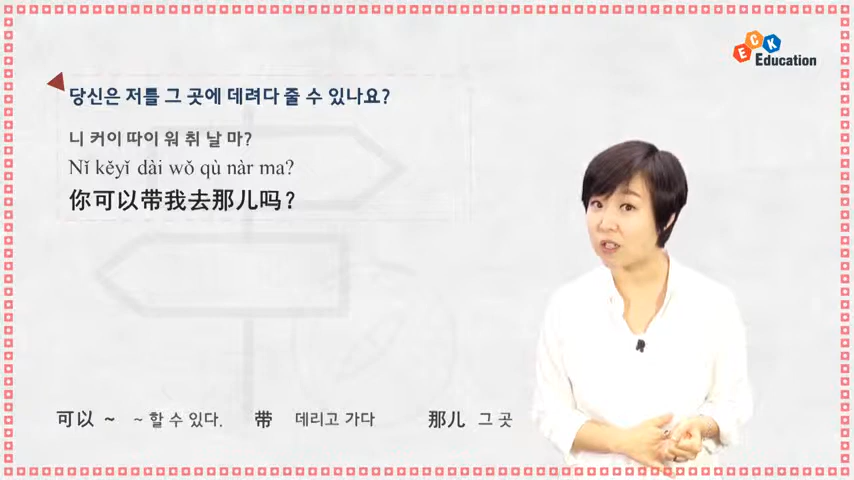 ECK
Education
당신은 저를 그 곳에 데려다 줄 수 있나요?
니 커이 따이 워 취 날 마?
Nǐ kěyǐ dài wǒ qù nàr ma?
你可以带我去那儿吗？
可以 ~ ~ 할 수 있다. 带 데리고 가다 那儿 그 곳